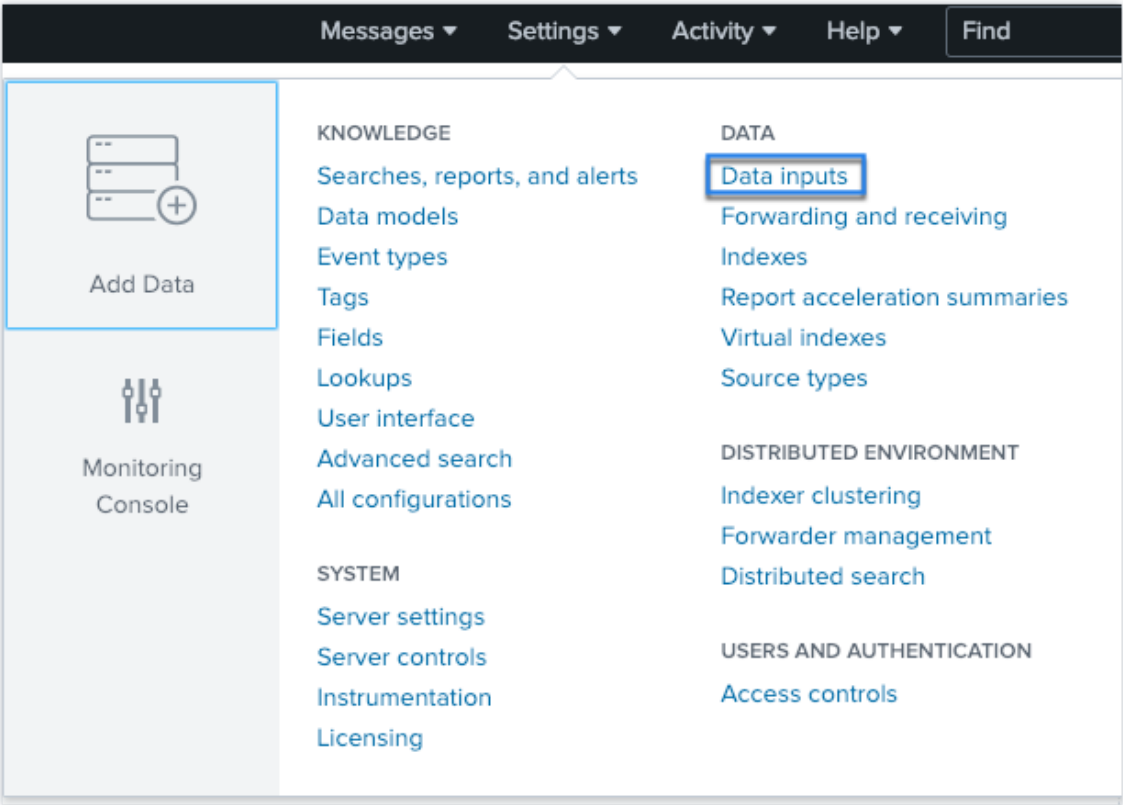 Messages Settings Activity Help Find
Add Data
Monitoring
Console
KNOWLEDGE
Searches, reports, and alerts
Data models
Event types
Tags
Fields
Lookups
User interface
Advanced search
All configurations
SYSTEM
Server settings
Server controls
Instrumentation
Licensing
DATA
Data inputs
Forwarding and receiving
Indexes
Report acceleration summaries
Virtual indexes
Source types
DISTRIBUTED ENVIRONMENT
Indexer clustering
Forwarder management
Distributed search
USERS AND AUTHENTICATION
Access controls